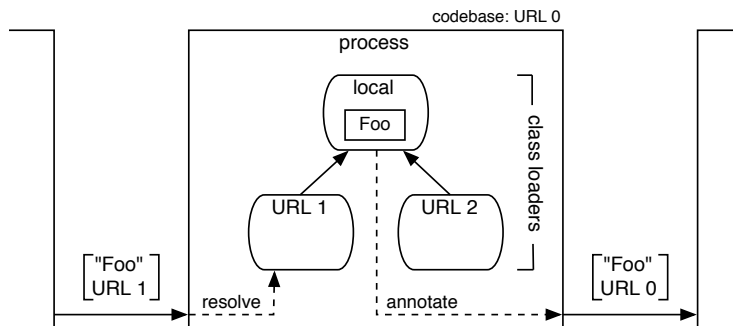 codebase: URL 0
process
local
Foo
class loaders
URL 1
URL 2
"Foo"
URL 1
"Foo"
URL 0
resolve
annotate